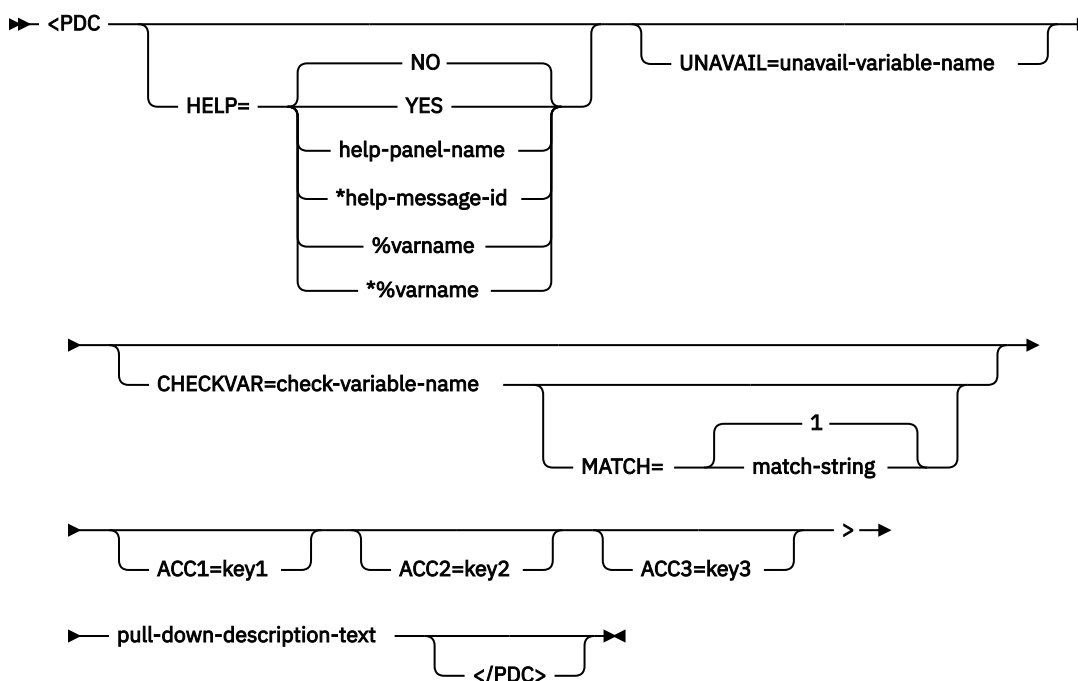 <PDC
NO
HELP=
YES
help-panel-name
*help-message-id
%varname
*%varname
UNAVAIL=unavail-variable-name
CHECKVAR=check-variable-name
1
MATCH=
match-string
ACC1=key1
ACC2=key2
ACC3=key3
>
pull-down-description-text
</PDC>